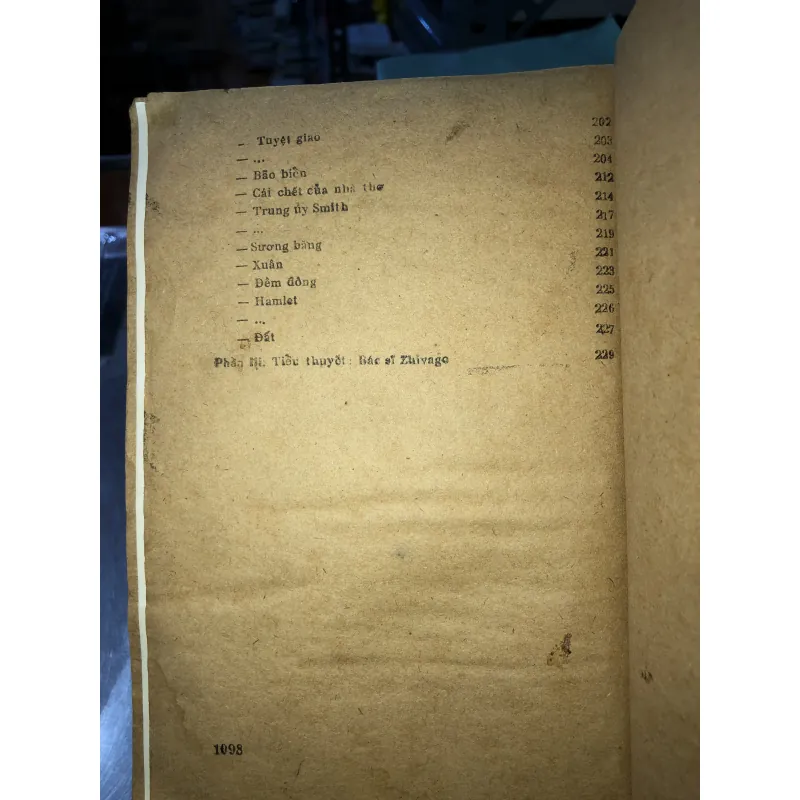 — Tuyệt giao 202
— ... 203
— Bão biển 204
— Cái chết của nhà thơ 212
— Trung úy Smith 214
— ... 217
— Sương băng 219
— Xuân 221
— Đêm đông 223
— Hamlet 225
— ... 226
— Đất 227
Phần III. Tiểu thuyết: Bác sĩ Zhivago 229
1098